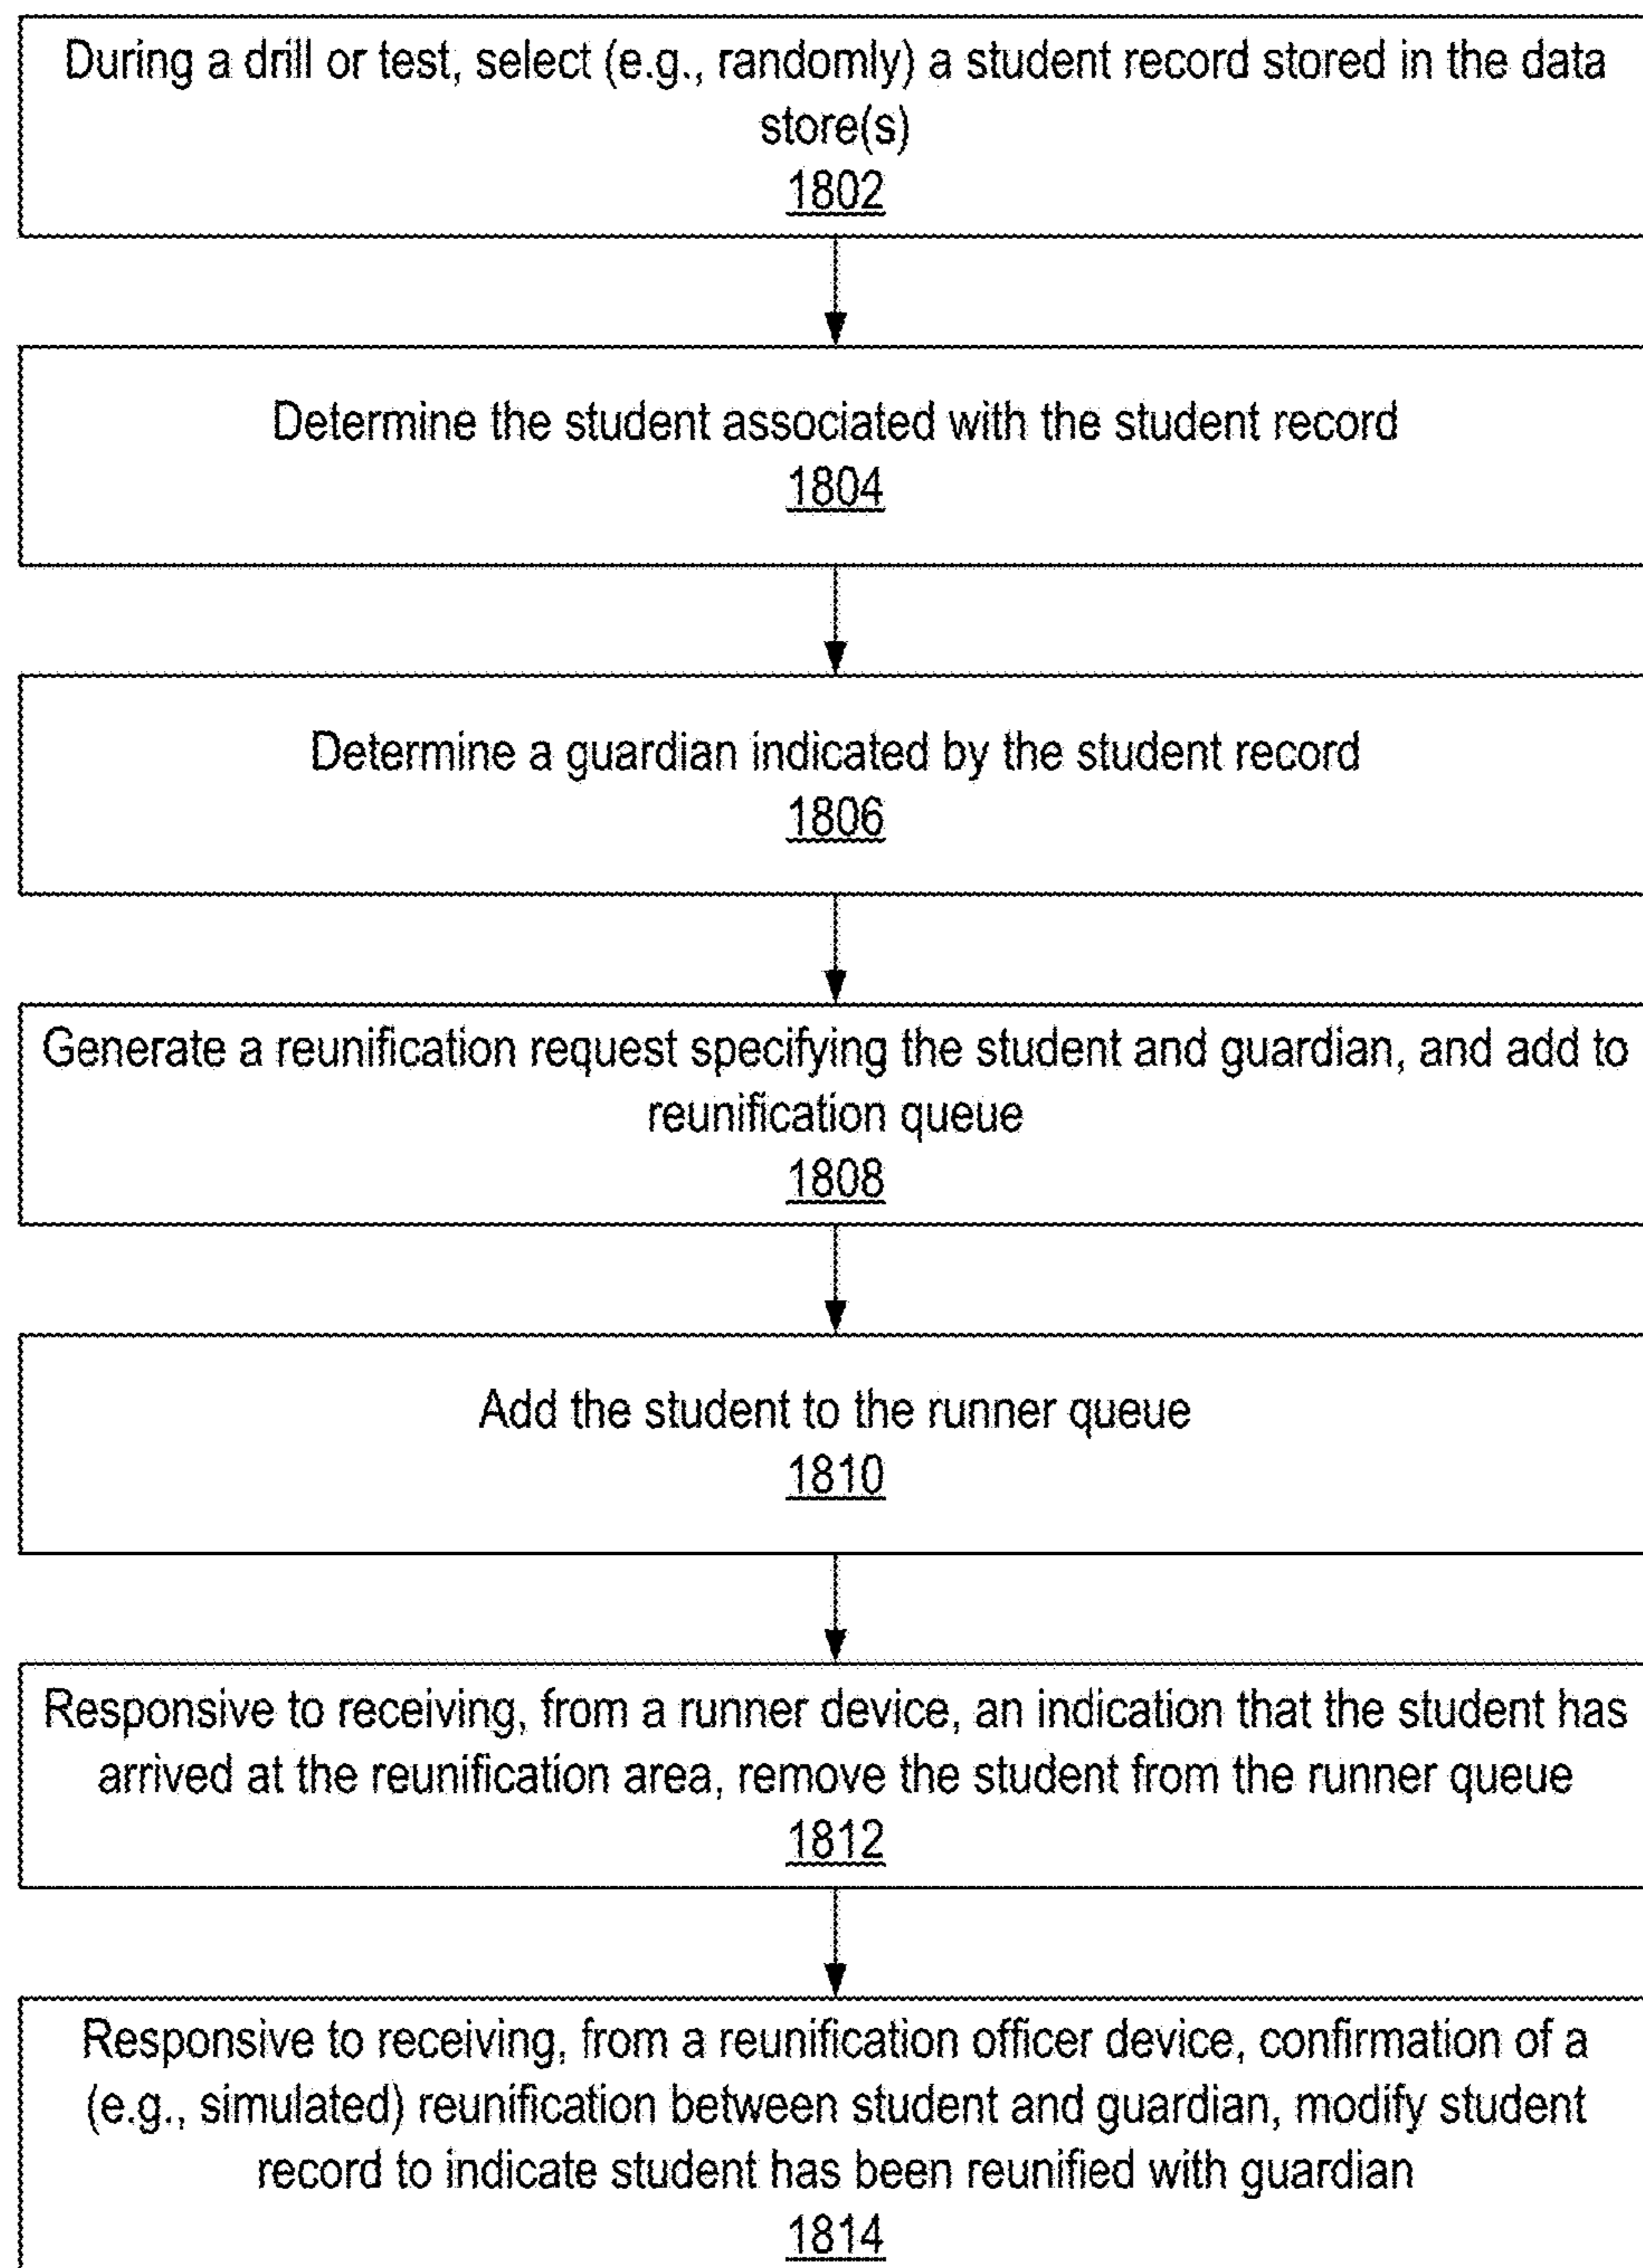 During a drill or test, select (e.g., randomly) a student record stored in the data
store(s)
1802
Determine the student associated with the student record
1804
Determine a guardian indicated by the student record
1806
Generate a reunification request specifying the student and guardian, and add to
reunification queue
1808
Add the student to the runner queue
1810
Responsive to receiving, from a runner device, an indication that the student has
arrived at the reunification area, remove the student from the runner queue
1812
Responsive to receiving, from a reunification officer device, confirmation of a
(e.g., simulated) reunification between student and guardian, modify student
record to indicate student has been reunified with guardian
1814